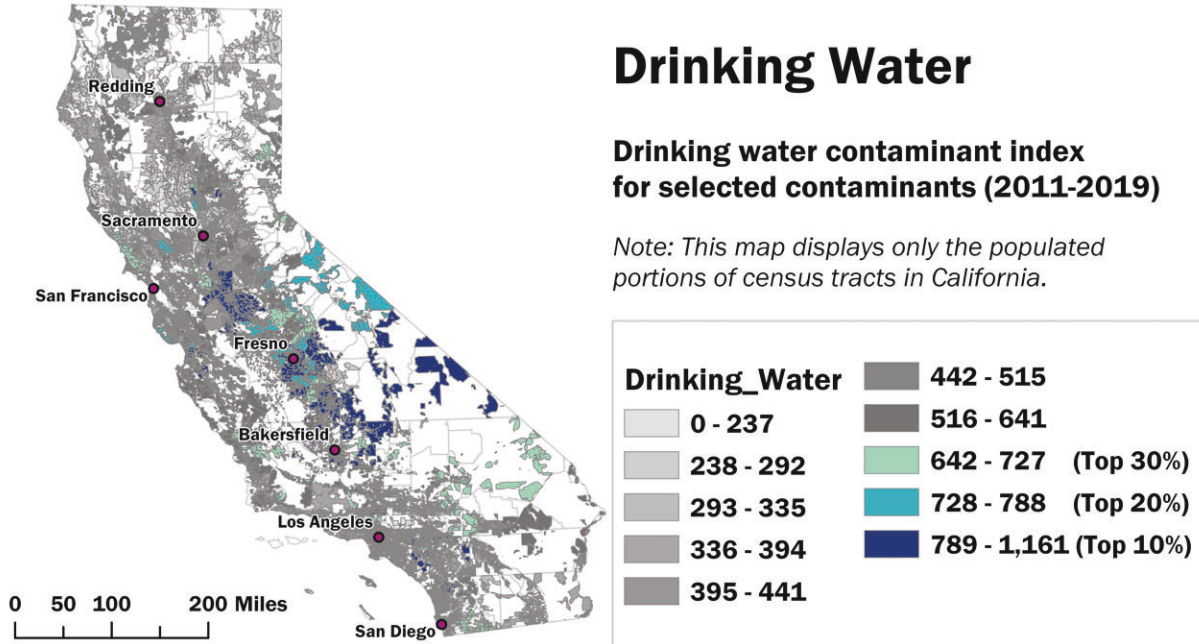 Drinking Water
Drinking water contaminant index
for selected contaminants (2011-2019)
Note: This map displays only the populated
portions of census tracts in California.
Redding
Sacramento
San Francisco
Fresno
Bakersfield
Los Angeles
San Diego
0 50 100 200 Miles
Drinking_Water
0 - 237
238 - 292
293 - 335
336 - 394
395 - 441
442 - 515
516 - 641
642 - 727 (Top 30%)
728 - 788 (Top 20%)
789 - 1,161 (Top 10%)